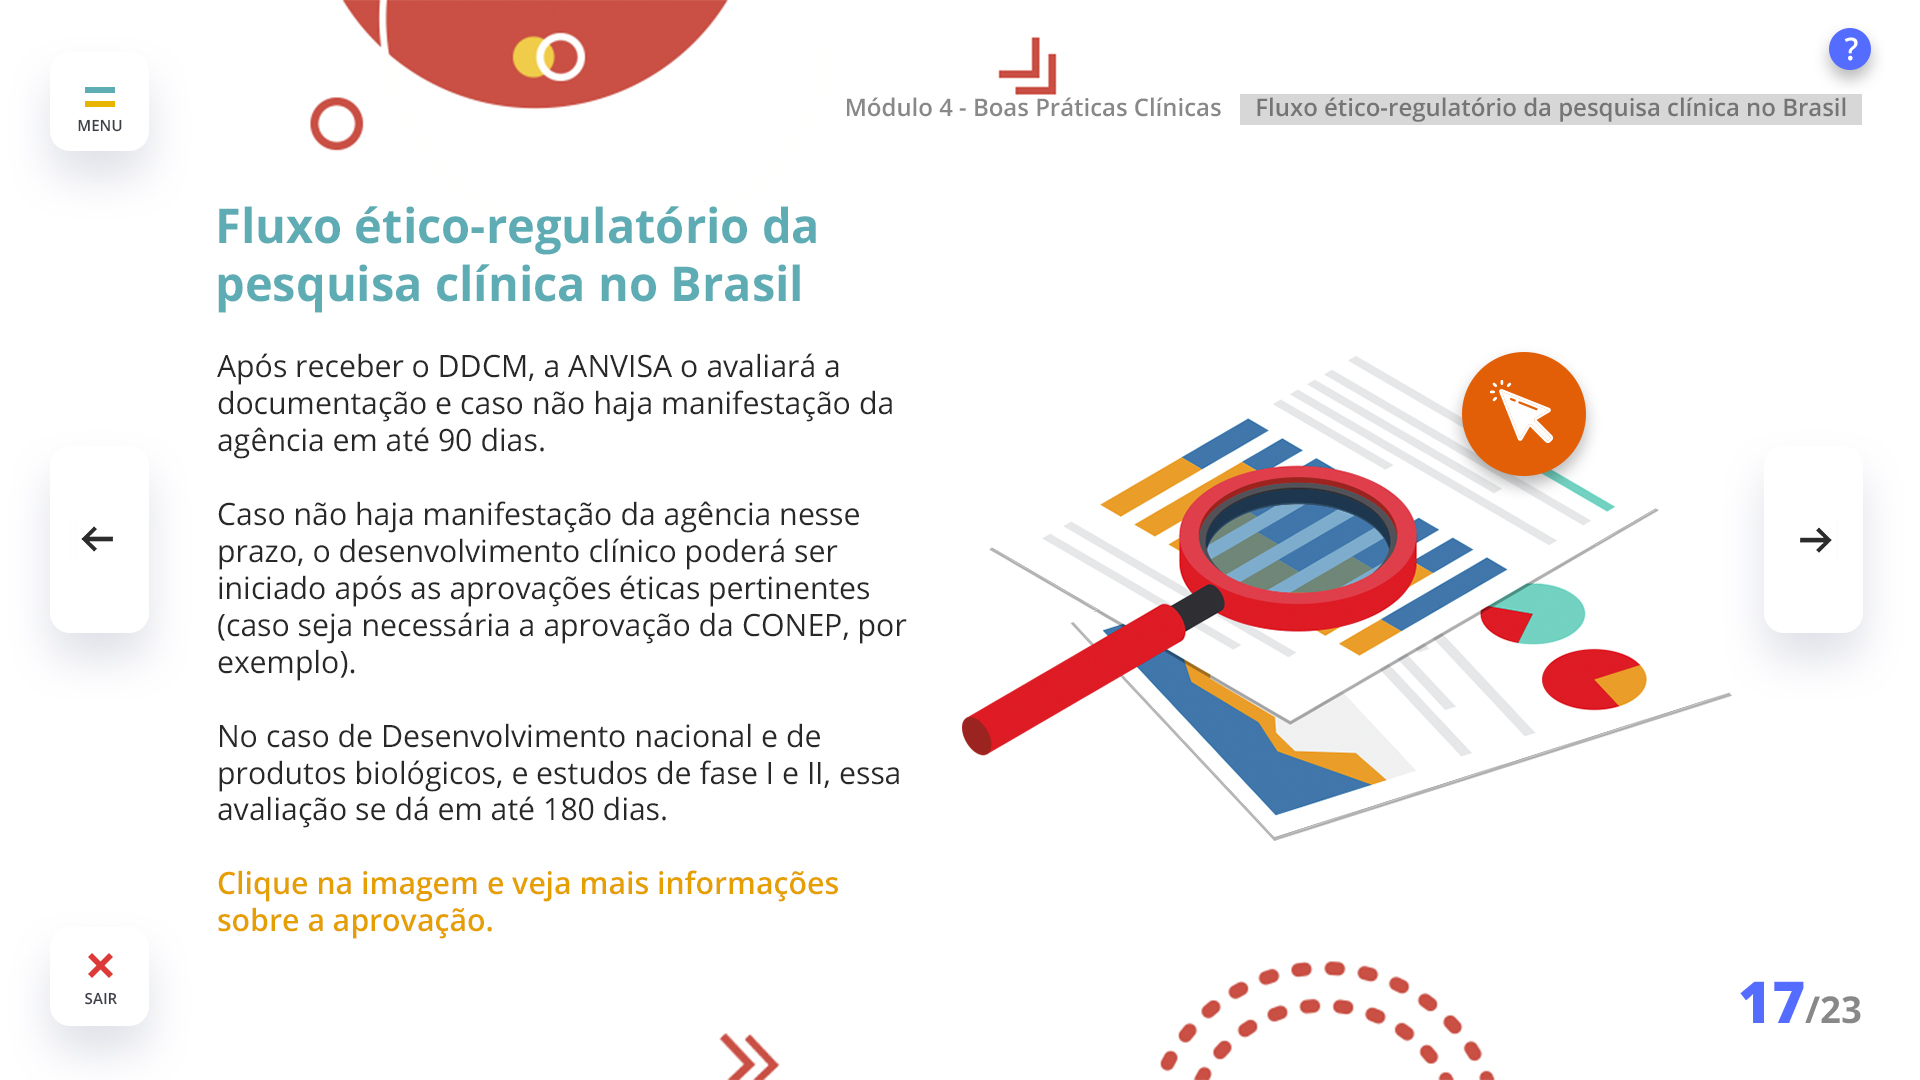 ?
MENU
Módulo 4 - Boas Práticas Clínicas
Fluxo ético-regulatório da pesquisa clínica no Brasil
Fluxo ético-regulatório da
pesquisa clínica no Brasil
Após receber o DDCM, a ANVISA o avaliará a
documentação e caso não haja manifestação da
agência em até 90 dias.
Caso não haja manifestação da agência nesse
prazo, o desenvolvimento clínico poderá ser
iniciado após as aprovações éticas pertinentes
(caso seja necessária a aprovação da CONEP, por
exemplo).
No caso de Desenvolvimento nacional e de
produtos biológicos, e estudos de fase I e II, essa
avaliação se dá em até 180 dias.
Clique na imagem e veja mais informações
sobre a aprovação.
SAIR
17/23